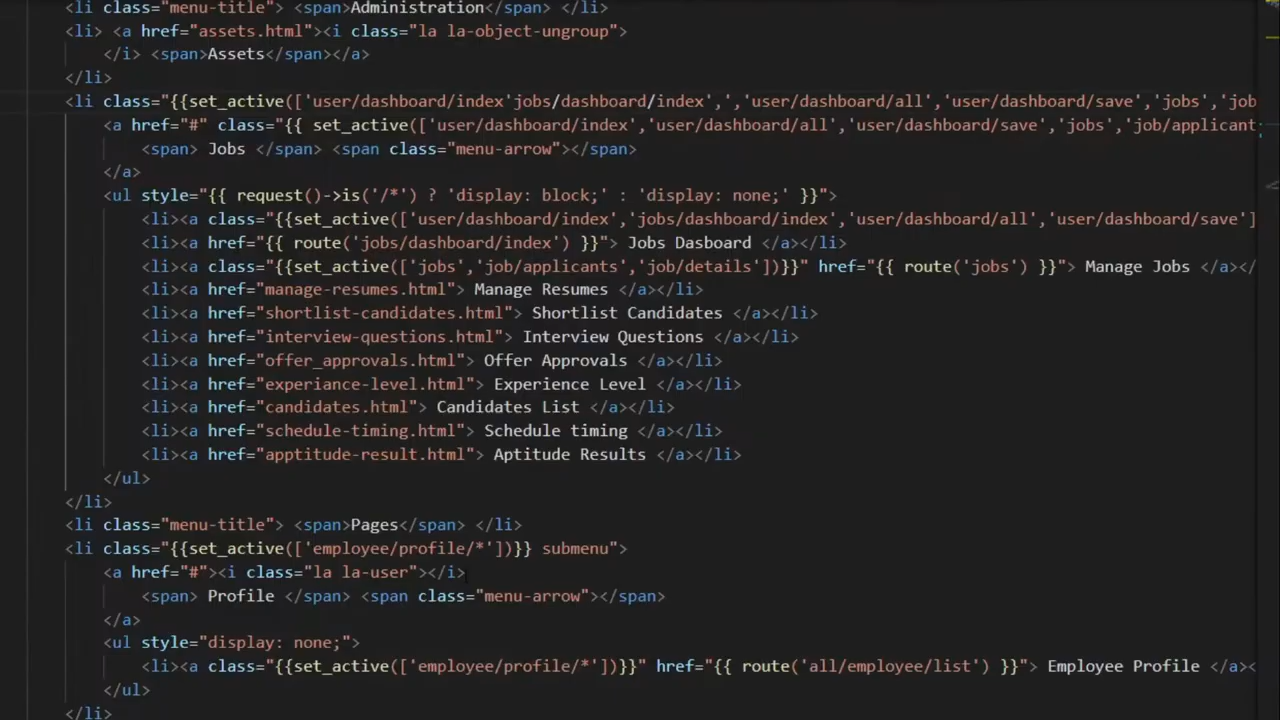 <li class="menu-title"> <span>Administration</span> </li>
<li> <a href="assets.html"><i class="la la-object-ungroup">
</i> <span>Assets</span></a>
</li>
<li class="{{set_active(['user/dashboard/index'jobs/dashboard/index',','user/dashboard/all','user/dashboard/save','jobs','job
<a href="#" class="{{ set_active(['user/dashboard/index','user/dashboard/all','user/dashboard/save','jobs','job/applicant
<span> Jobs </span> <span class="menu-arrow"></span>
</a>
<ul style="{{ request()->is('/*') ? 'display: block;' : 'display: none;' }}">
<li><a class="{{set_active(['user/dashboard/index','jobs/dashboard/index','user/dashboard/all','user/dashboard/save']
<li><a href="{{ route('jobs/dashboard/index') }}"> Jobs Dasboard </a></li>
<li><a class="{{set_active(['jobs','job/applicants','job/details'])}}" href="{{ route('jobs') }}"> Manage Jobs </a></
<li><a href="manage-resumes.html"> Manage Resumes </a></li>
<li><a href="shortlist-candidates.html"> Shortlist Candidates </a></li>
<li><a href="interview-questions.html"> Interview Questions </a></li>
<li><a href="offer_approvals.html"> Offer Approvals </a></li>
<li><a href="experiance-level.html"> Experience Level </a></li>
<li><a href="candidates.html"> Candidates List </a></li>
<li><a href="schedule-timing.html"> Schedule timing </a></li>
<li><a href="apptitude-result.html"> Aptitude Results </a></li>
</ul>
</li>
<li class="menu-title"> <span>Pages</span> </li>
<li class="{{set_active(['employee/profile/*'])}} submenu">
<a href="#"><i class="la la-user"></i>
<span> Profile </span> <span class="menu-arrow"></span>
</a>
<ul style="display: none;">
<li><a class="{{set_active(['employee/profile/*'])}}" href="{{ route('all/employee/list') }}"> Employee Profile </a><
</ul>
</li>